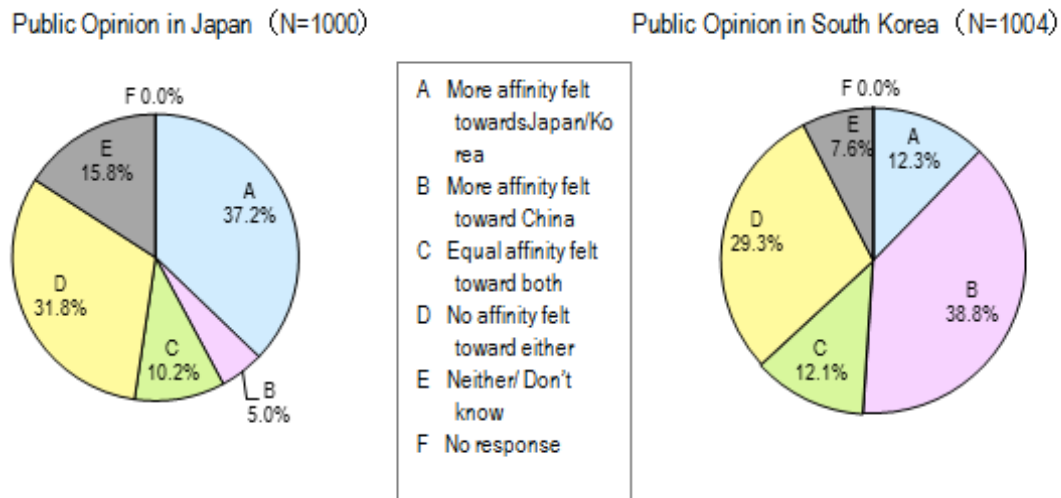 Public Opinion in Japan （N=1000）
Public Opinion in South Korea （N=1004）
F 0.0%
E
15.8%
A
37.2%
D
31.8%
C
10.2%
B
5.0%
A More affinity felt
towardsJapan/Ko
rea
B More affinity felt
toward China
C Equal affinity felt
toward both
D No affinity felt
toward either
E Neither/ Don't
know
F No response
F 0.0%
E
7.6%
A
12.3%
D
29.3%
B
38.8%
C
12.1%